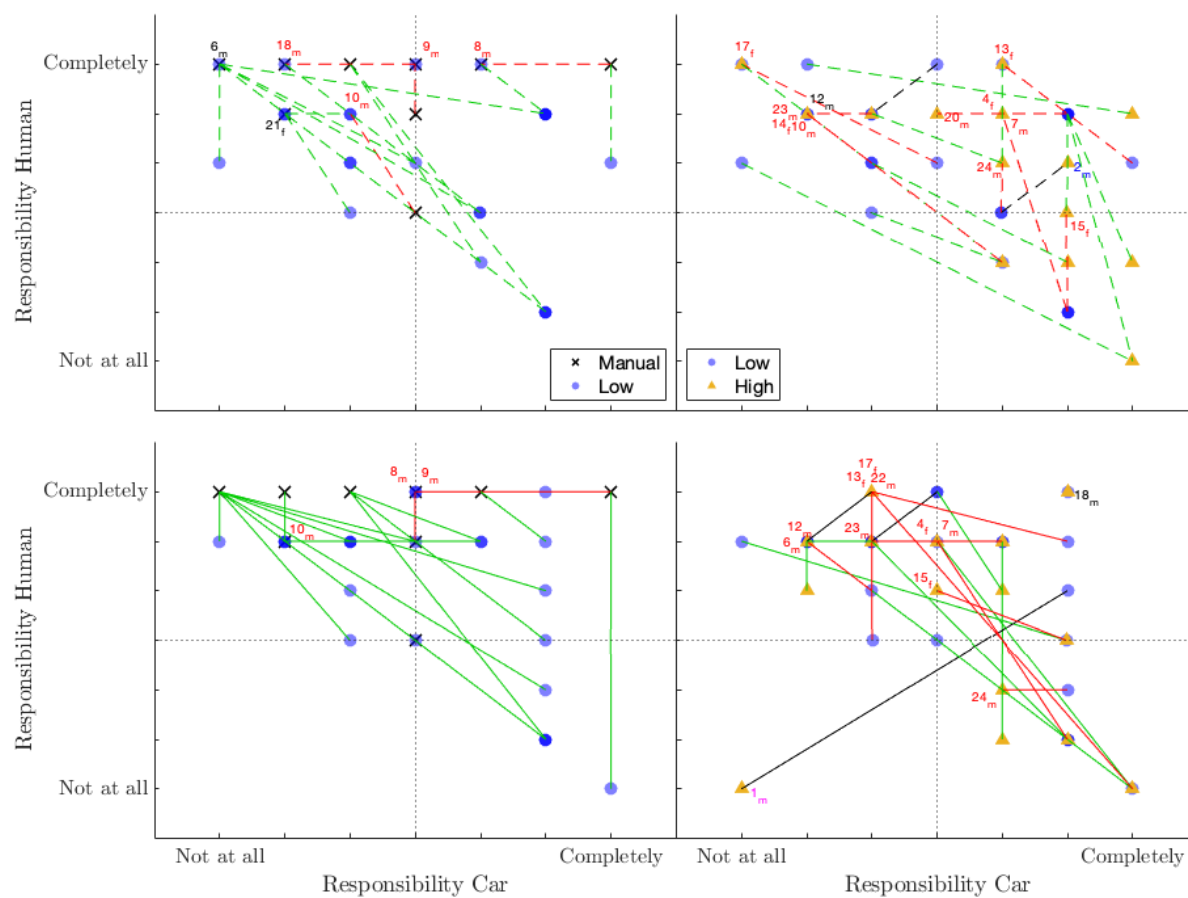 6m 18m 9m 8m
Completely
10m
21f
Responsibility Human
Not at all
Manual
Low
17f 13f
12m
23m 4f
14f10m 20m 7m
24m 2m
15f
Low
High
8m 9m
Completely
10m
Responsibility Human
Not at all
Not at all Completely
Responsibility Car
17f
13f 22m
18m
12m 23m 4f 7m
6m
15f
24m
1m
Not at all Completely
Responsibility Car